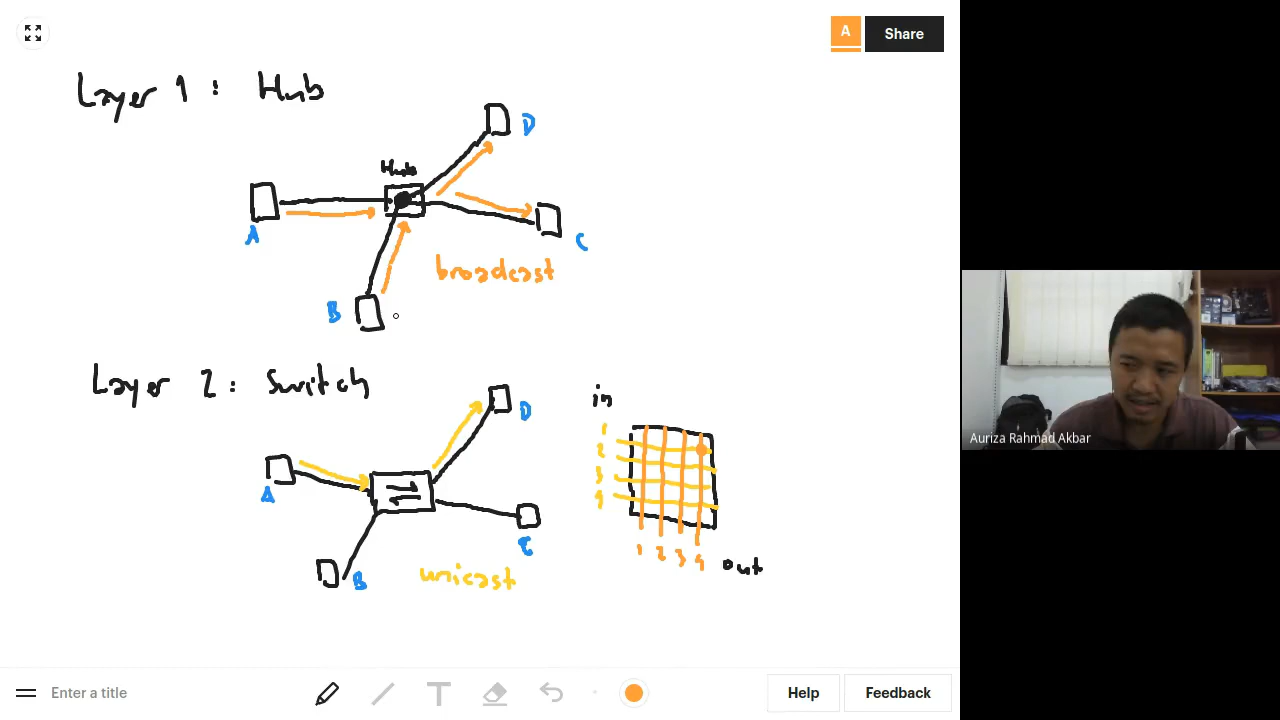 A
Share
Layer 1 : Hub
D
Hub
A
C
broadcast
B
Layer 2 : Switch
D
A
C
B
unicast
in
1
2
3
4
1 2 3 4
out
Auriza Rahmad Akbar
Enter a title
T
Help
Feedback